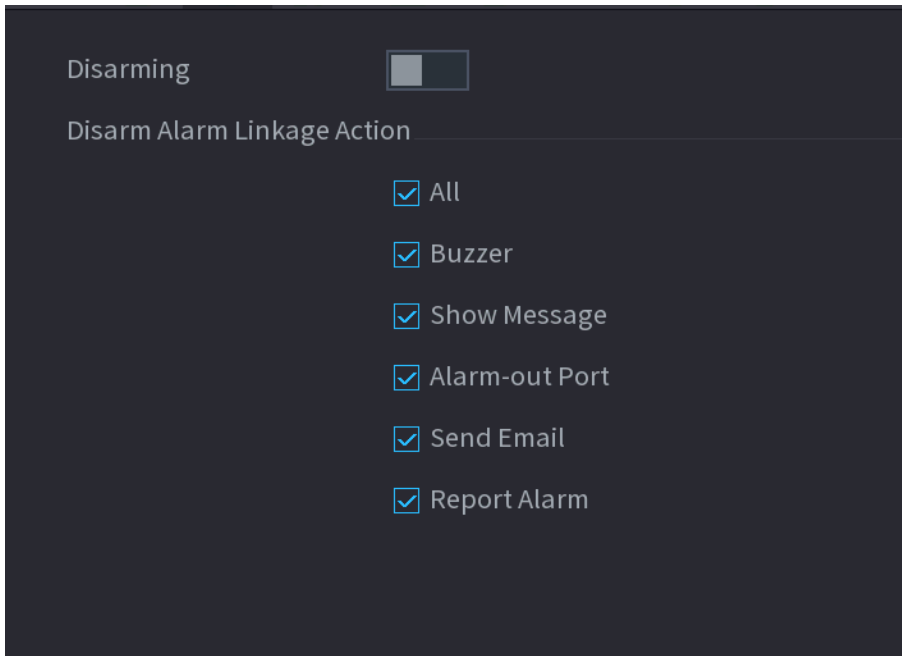 Disarming
Disarm Alarm Linkage Action
All
Buzzer
Show Message
Alarm-out Port
Send Email
Report Alarm